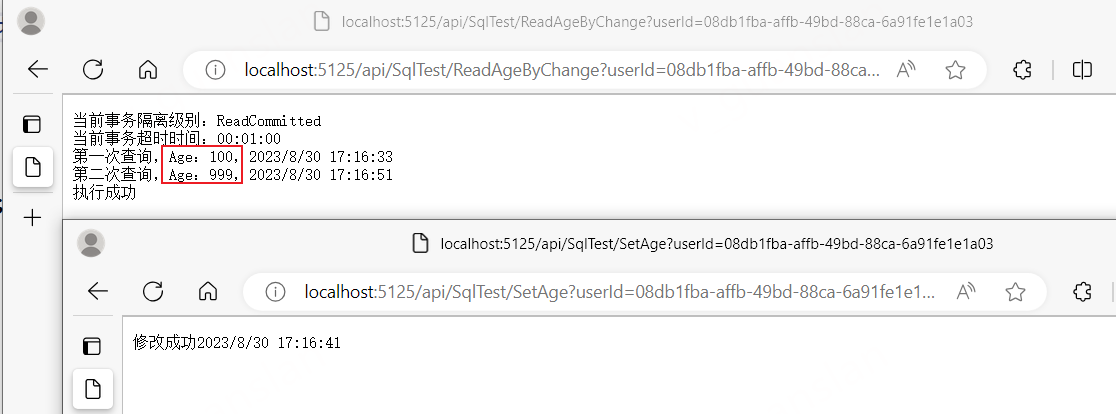 localhost:5125/api/SqlTest/ReadAgeByChange?userId=08db1fba-affb-49bd-88ca-6a91fe1e1a03
localhost:5125/api/SqlTest/ReadAgeByChange?userId=08db1fba-affb-49bd-88ca...
当前事务隔离级别：ReadCommitted
当前事务超时时间：00:01:00
第一次查询，Age：100，2023/8/30 17:16:33
第二次查询，Age：999，2023/8/30 17:16:51
执行成功
localhost:5125/api/SqlTest/SetAge?userId=08db1fba-affb-49bd-88ca-6a91fe1e1a03
localhost:5125/api/SqlTest/SetAge?userId=08db1fba-affb-49bd-88ca-6a91fe1e1...
修改成功2023/8/30 17:16:41